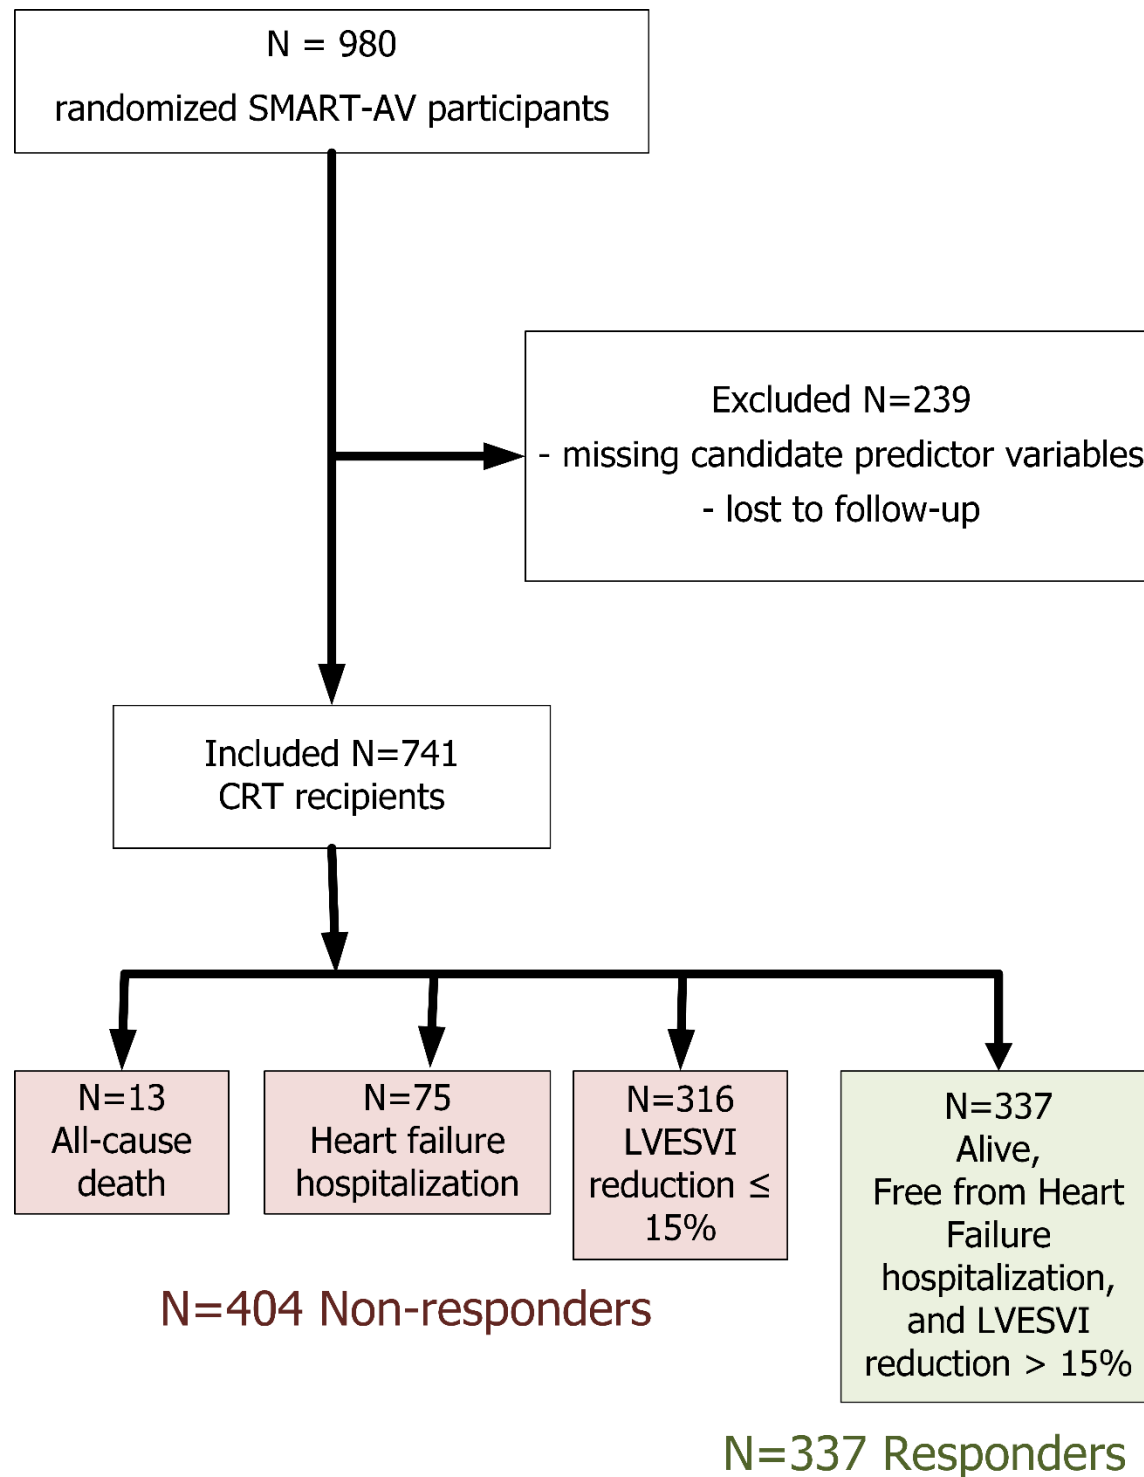 N = 980
randomized SMART-AV participants
Excluded N=239
- missing candidate predictor variables
- lost to follow-up
Included N=741
CRT recipients
N=13
All-cause
death
N=75
Heart failure
hospitalization
N=316
LVESVI
reduction ≤
15%
N=337
Alive,
Free from Heart
Failure
hospitalization,
and LVESVI
reduction > 15%
N=404 Non-responders
N=337 Responders